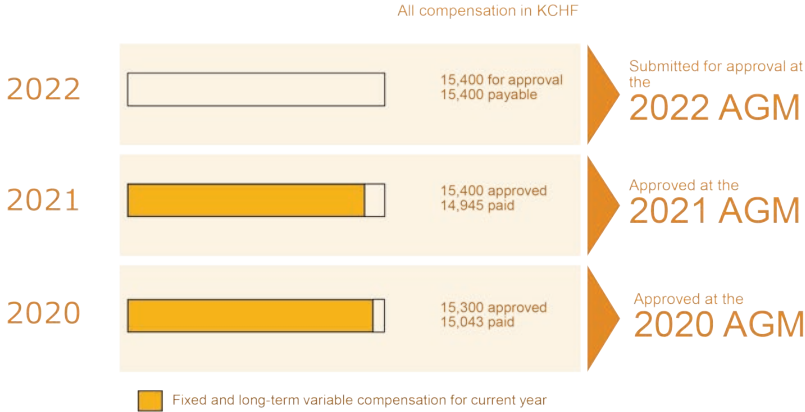 All compensation in KCHF
2022
15,400 for approval
15,400 payable
Submitted for approval at
the
2022 AGM
2021
15,400 approved
14,945 paid
Approved at the
2021 AGM
2020
15,300 approved
15,043 paid
Approved at the
2020 AGM
Fixed and long-term variable compensation for current year